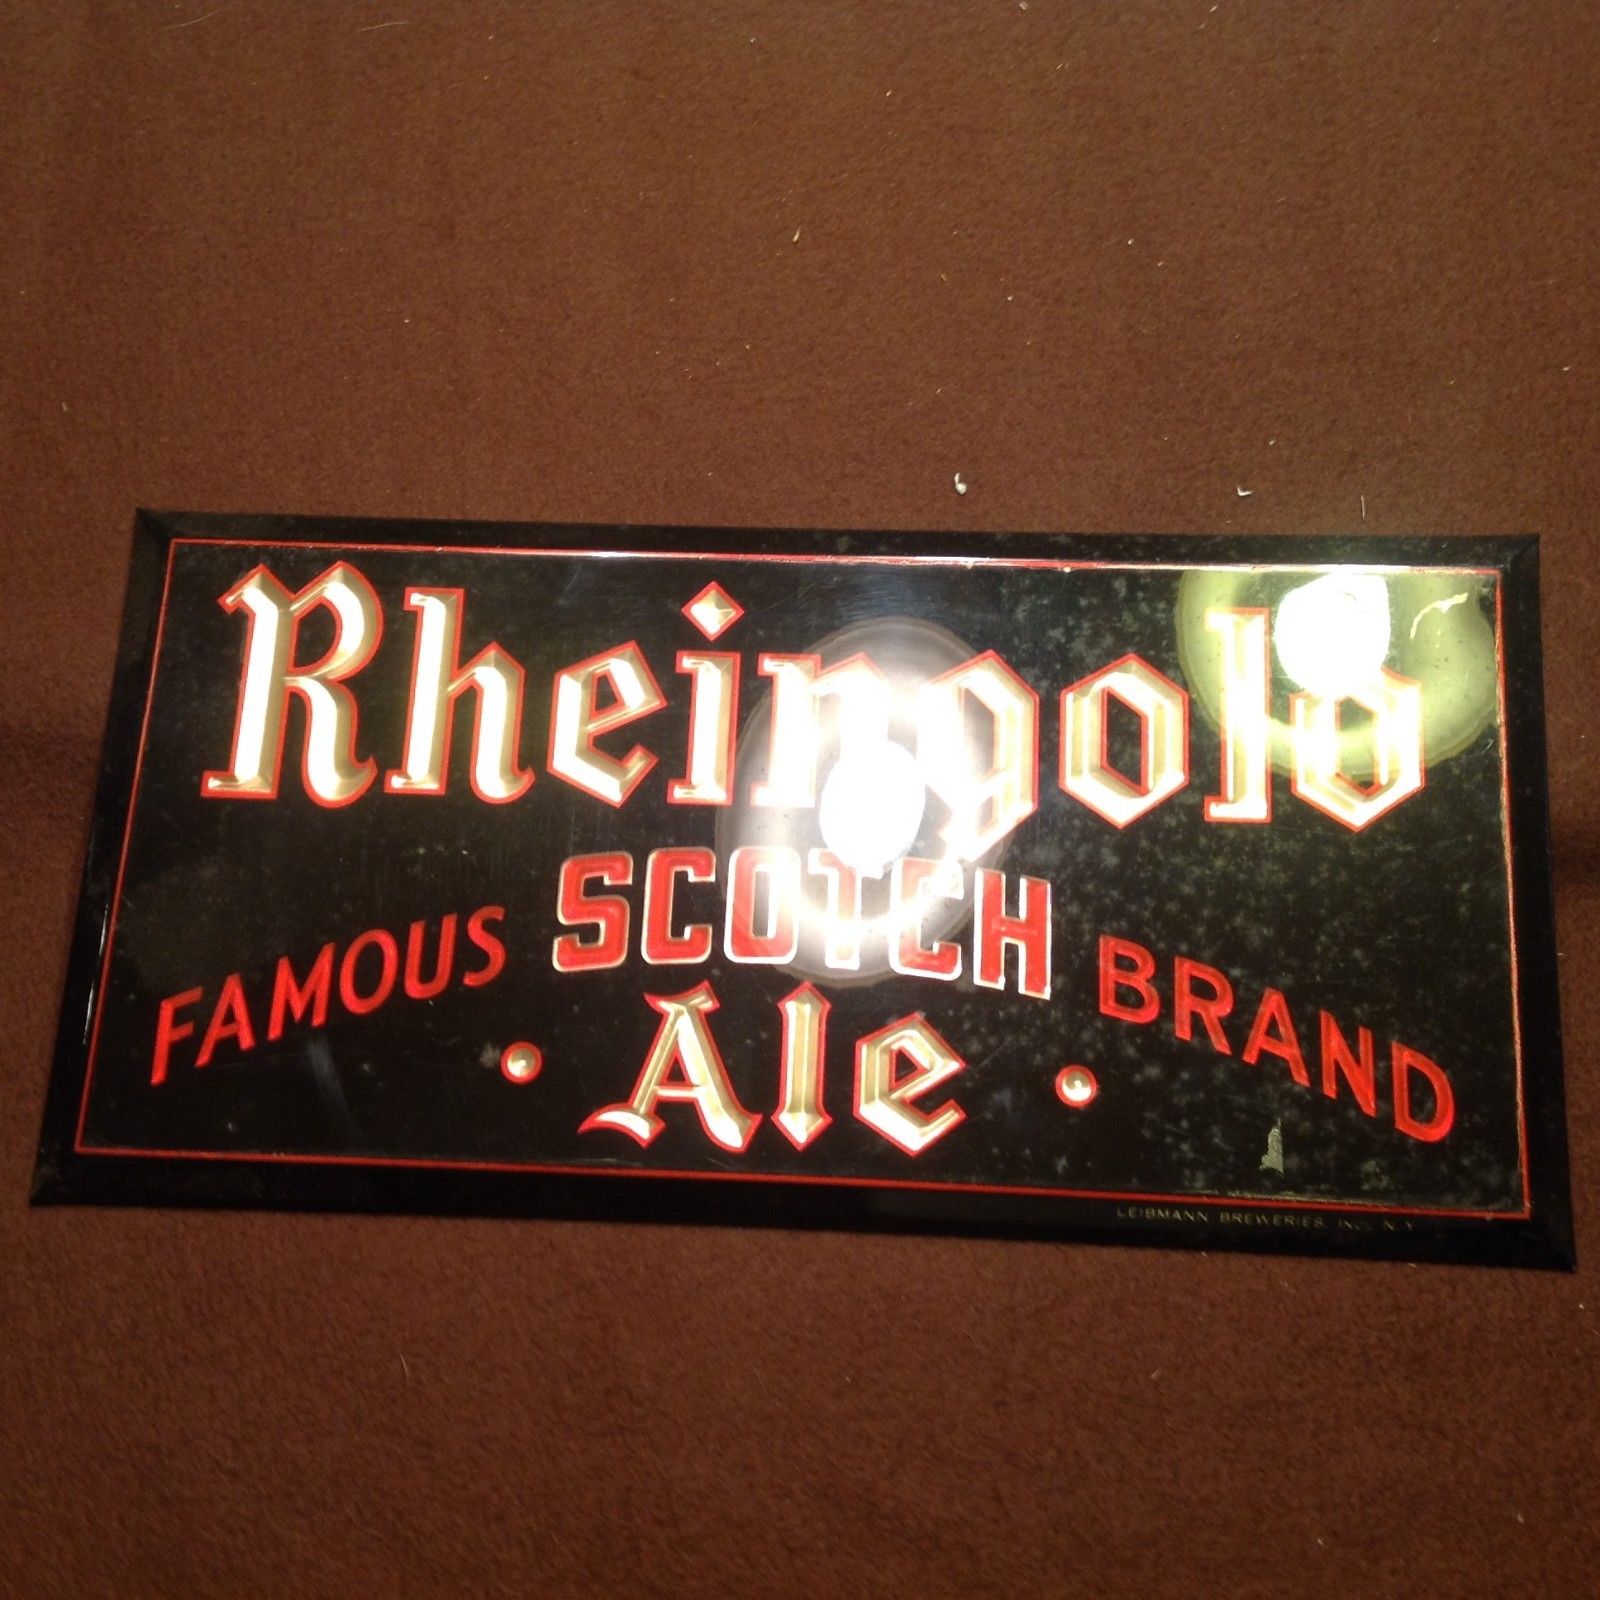 Rheingold
FAMOUS SCOTCH BRAND
• Ale •
LEIBMANN BREWERIES, INC. N.Y.